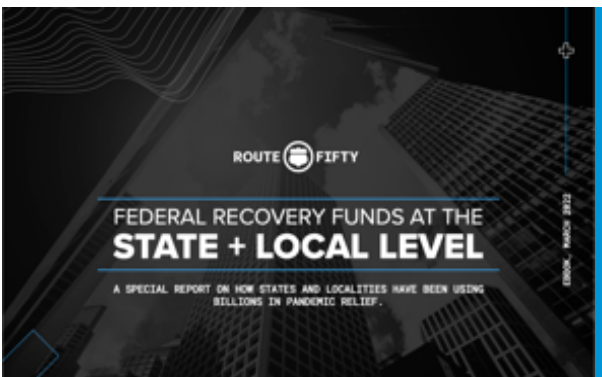 ROUTE FIFTY
FEDERAL RECOVERY FUNDS AT THE
STATE + LOCAL LEVEL
A SPECIAL REPORT ON HOW STATES AND LOCALITIES HAVE BEEN USING
BILLIONS IN PANDEMIC RELIEF.
EBOOK, MARCH 2022